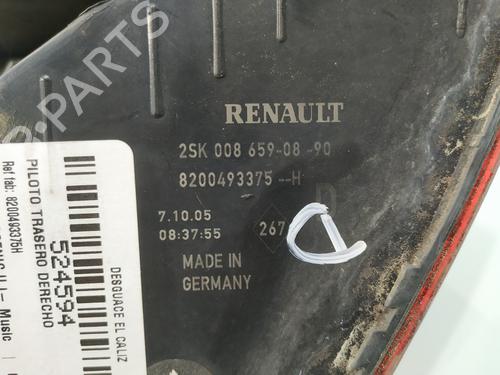 B-PARTS
RENAULT
2SK 008 659-08 -90
8200493375 --H
7.10.05
08:37:55
267
D
MADE IN
GERMANY
DESGUACE EL CALIZ
524594
PILOTO TRASERO DERECHO
Ref fab: 8200493375H
Music